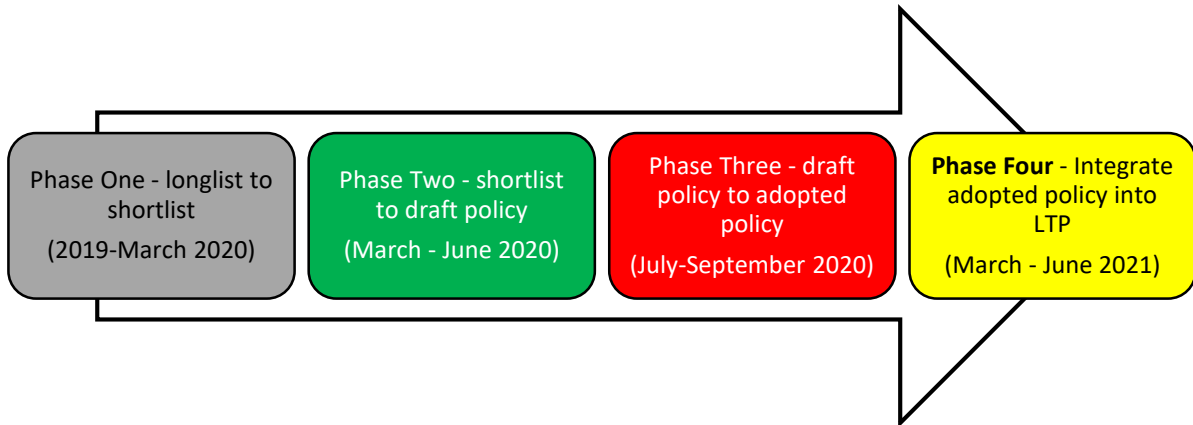 Phase One - longlist to
shortlist
(2019-March 2020)
Phase Two - shortlist
to draft policy
(March - June 2020)
Phase Three - draft
policy to adopted
policy
(July-September 2020)
Phase Four - Integrate
adopted policy into
LTP
(March - June 2021)